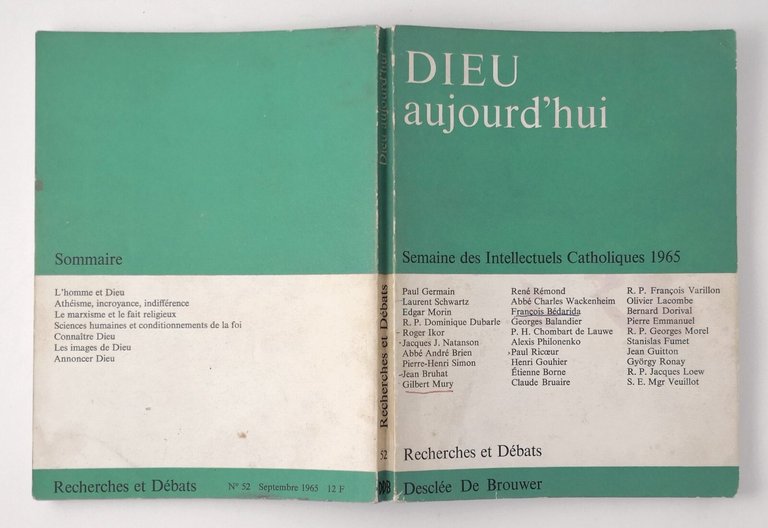 Sommaire
L'homme et Dieu
Athéisme, incroyance, indifférence
Le marxisme et le fait religieux
Sciences humaines et conditionnements de la foi
Connaître Dieu
Les images de Dieu
Annoncer Dieu
Recherches et Débats N° 52 Septembre 1965 12 F
Dieu aujourd'hui
Recherches et Débats
52
DDB
DIEU
aujourd'hui
Semaine des Intellectuels Catholiques 1965
Paul Germain
Laurent Schwartz
Edgar Morin
R. P. Dominique Dubarle
Roger Ikor
Jacques J. Natanson
Abbé André Brien
Pierre-Henri Simon
Jean Bruhat
Gilbert Mury
René Rémond
Abbé Charles Wackenheim
François Bédarida
Georges Balandier
P. H. Chombart de Lauwe
Alexis Philonenko
Paul Ricœur
Henri Gouhier
Étienne Borne
Claude Bruaire
R. P. François Varillon
Olivier Lacombe
Bernard Dorival
Pierre Emmanuel
R. P. Georges Morel
Stanislas Fumet
Jean Guitton
György Ronay
R. P. Jacques Loew
S. E. Mgr Veuillot
Recherches et Débats
Desclée De Brouwer